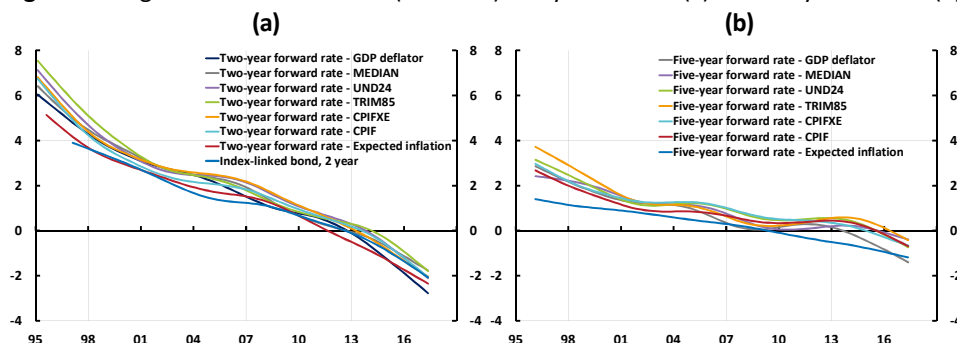 (a)
(b)
8
6
4
2
0
-2
-4
95
98
01
04
07
10
13
16
Two-year forward rate - GDP deflator
Two-year forward rate - MEDIAN
Two-year forward rate - UND24
Two-year forward rate - TRIM85
Two-year forward rate - CPIFXE
Two-year forward rate - CPIF
Two-year forward rate - Expected inflation
Index-linked bond, 2 year
8
6
4
2
0
-2
-4
8
6
4
2
0
-2
-4
95
98
01
04
07
10
13
16
Five-year forward rate - GDP deflator
Five-year forward rate - MEDIAN
Five-year forward rate - UND24
Five-year forward rate - TRIM85
Five-year forward rate - CPIFXE
Five-year forward rate - CPIF
Five-year forward rate - Expected inflation